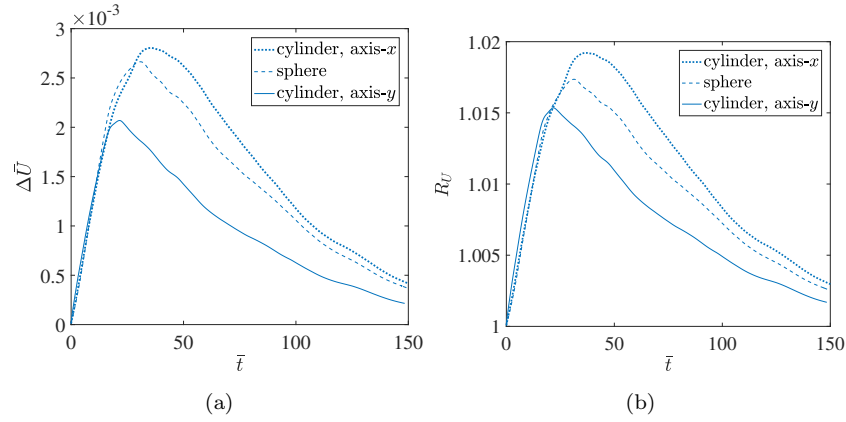 ×10⁻³
3
2.5
2
1.5
1
0.5
0
ΔŪ
cylinder, axis-x
sphere
cylinder, axis-y
0 50 100 150
t̄
(a)
1.02
1.015
1.01
1.005
1
R_U
cylinder, axis-x
sphere
cylinder, axis-y
0 50 100 150
t̄
(b)